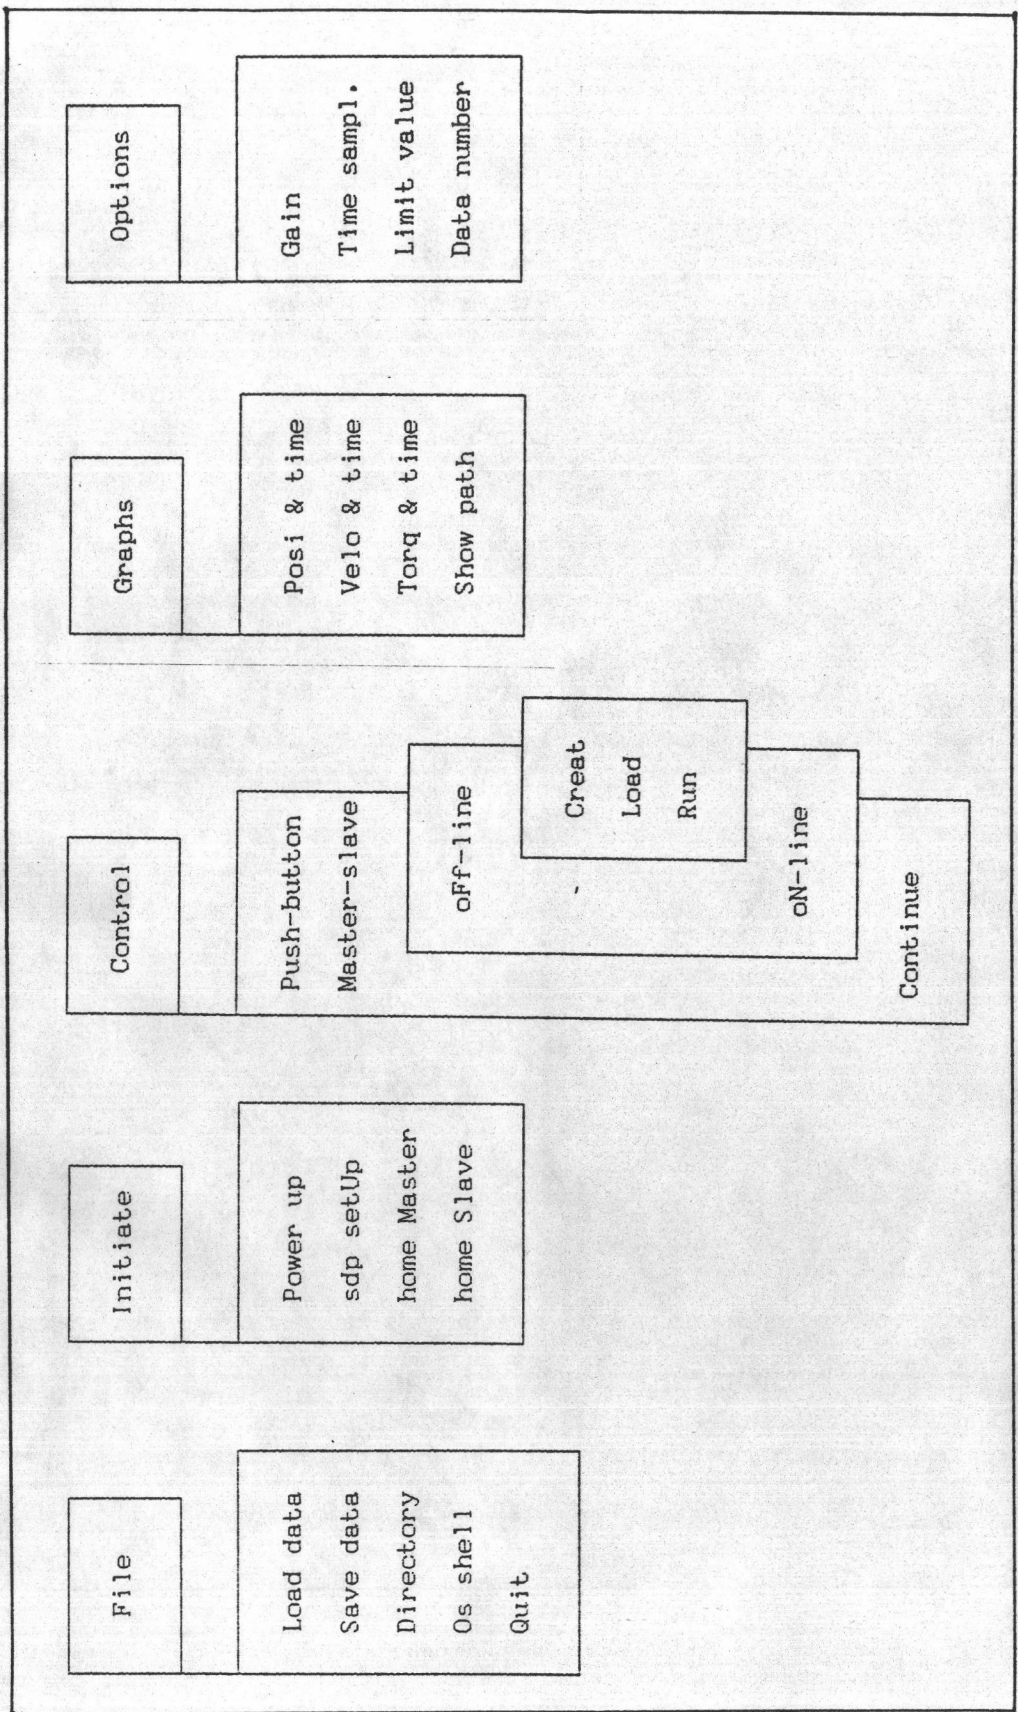 File
Load data
Save data
Directory
Os shell
Quit
Initiate
Power up
sdp setUp
home Master
home Slave
Control
Push-button
Master-slave
oFf-line
Creat
Load
Run
oN-line
Continue
Graphs
Posi & time
Velo & time
Torq & time
Show path
Options
Gain
Time sampl.
Limit value
Data number